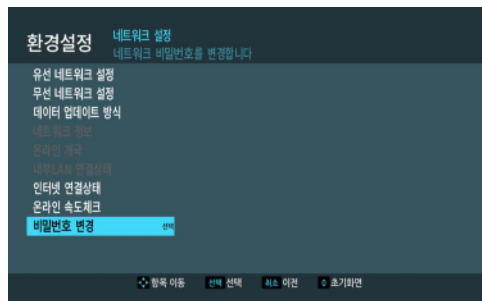 환경설정
네트워크 설정
네트워크 비밀번호를 변경합니다
유선 네트워크 설정
무선 네트워크 설정
데이터 업데이트 방식
네트워크 정보
온라인 개국
내부LAN 연결상태
인터넷 연결상태
온라인 속도체크
비밀번호 변경 선택
항목 이동 선택 선택 취소 이전 0 초기화면